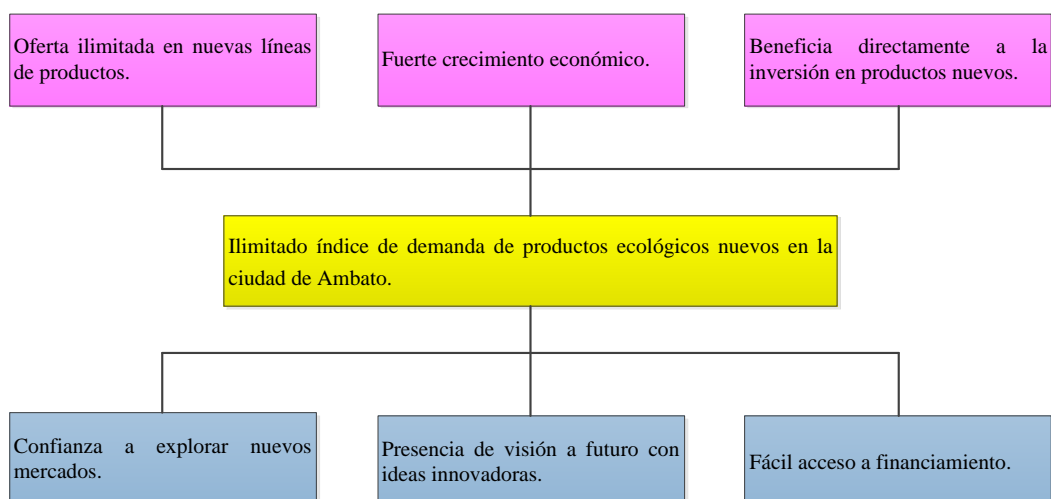 Oferta ilimitada en nuevas líneas
de productos.
Fuerte crecimiento económico.
Beneficia directamente a la
inversión en productos nuevos.
Ilimitado índice de demanda de productos ecológicos nuevos en la
ciudad de Ambato.
Confianza a explorar nuevos
mercados.
Presencia de visión a futuro con
ideas innovadoras.
Fácil acceso a financiamiento.